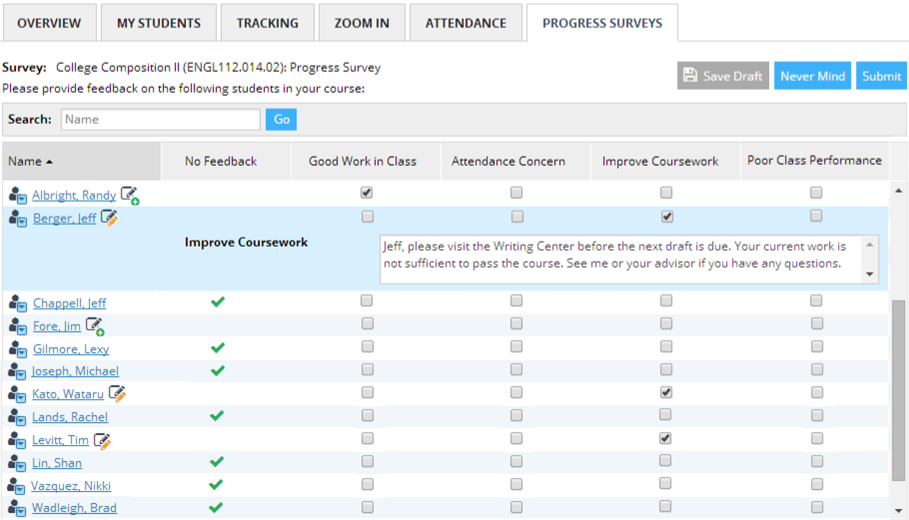 OVERVIEW MY STUDENTS TRACKING ZOOM IN ATTENDANCE PROGRESS SURVEYS
Survey: College Composition II (ENGL112.014.02): Progress Survey
Please provide feedback on the following students in your course:
Save Draft Never Mind Submit
Search: Name Go
Name No Feedback Good Work in Class Attendance Concern Improve Coursework Poor Class Performance
Albright, Randy
Berger, Jeff
Improve Coursework
Jeff, please visit the Writing Center before the next draft is due. Your current work is
not sufficient to pass the course. See me or your advisor if you have any questions.
Chappell, Jeff
Fore, Jim
Gilmore, Lexy
Joseph, Michael
Kato, Wataru
Lands, Rachel
Levitt, Tim
Lin, Shan
Vazquez, Nikki
Wadleigh, Brad